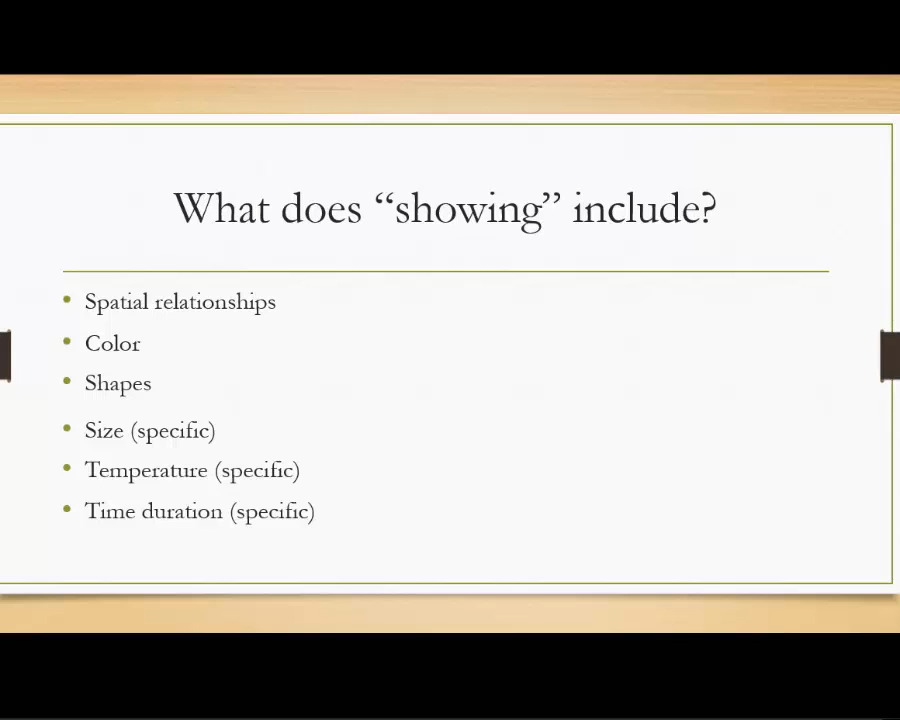 What does “showing” include?
• Spatial relationships
• Color
• Shapes
• Size (specific)
• Temperature (specific)
• Time duration (specific)